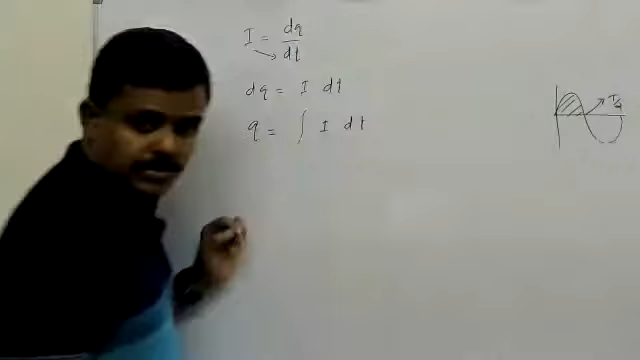 I = dq/dt
dq = I dt
q = ∫ I dt